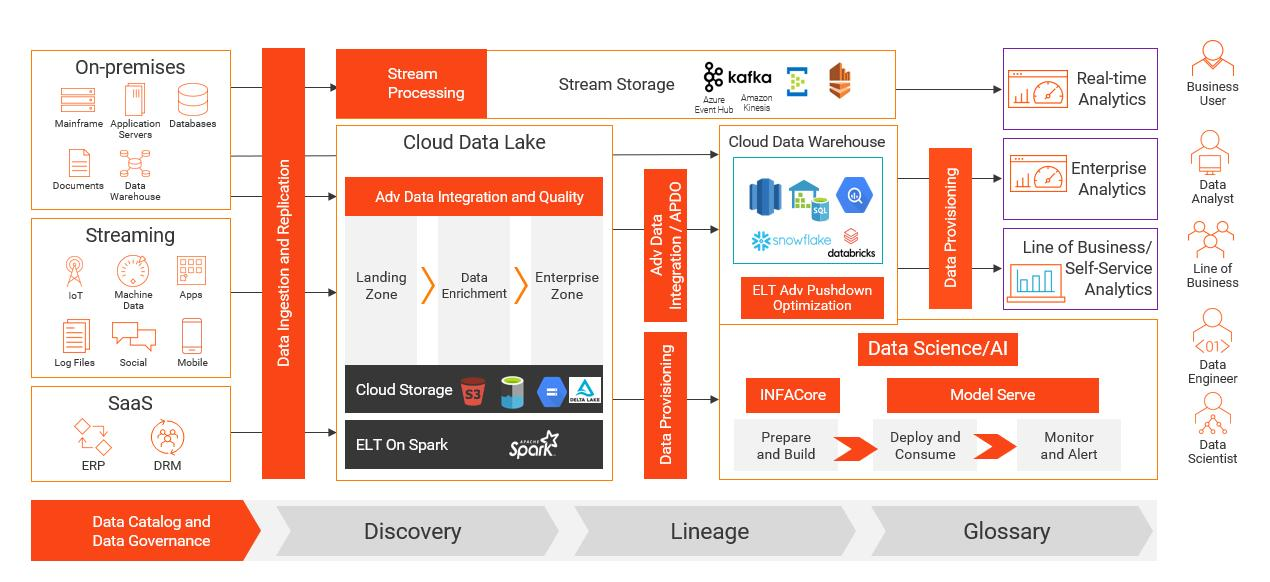 On-premises
Mainframe
Application
Servers
Databases
Documents
Data
Warehouse
Streaming
IoT
Machine
Data
Apps
Log Files
Social
Mobile
SaaS
ERP
DRM
Data Ingestion and Replication
Stream
Processing
Stream Storage
kafka
Azure
Event Hub
Amazon
Kinesis
Cloud Data Lake
Adv Data Integration and Quality
Landing
Zone
Data
Enrichment
Enterprise
Zone
Cloud Storage
S3
DELTA LAKE
ELT On Spark
APACHE
Spark
Adv Data
Integration / APDO
Data Provisioning
Cloud Data Warehouse
SQL
snowflake
databricks
ELT Adv Pushdown
Optimization
Data Provisioning
Real-time
Analytics
Enterprise
Analytics
Line of Business/
Self-Service
Analytics
Data Science/AI
INFACore
Model Serve
Prepare
and Build
Deploy and
Consume
Monitor
and Alert
Business
User
Data
Analyst
Line of
Business
<01>
Data
Engineer
Data
Scientist
Data Catalog and
Data Governance
Discovery
Lineage
Glossary